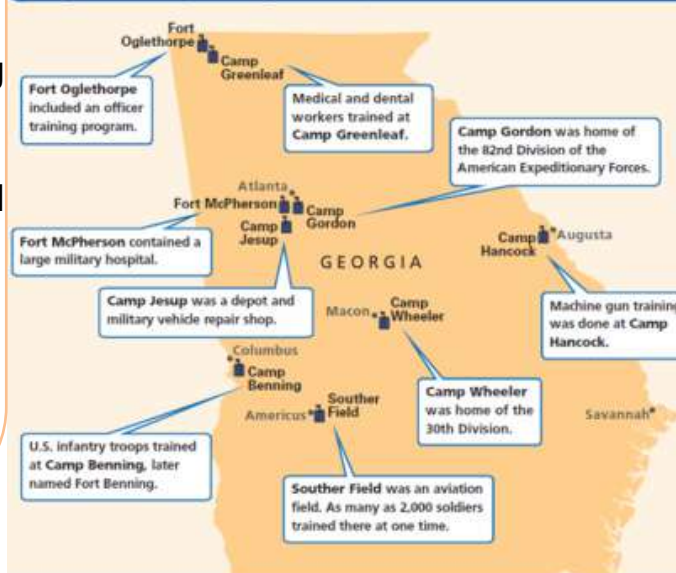 Fort
Oglethorpe
Camp
Greenleaf
Fort Oglethorpe
included an officer
training program.
Medical and dental
workers trained at
Camp Greenleaf.
Camp Gordon was home of
the 82nd Division of the
American Expeditionary Forces.
Atlanta
Fort McPherson
Camp
Gordon
Camp
Jesup
Fort McPherson contained a
large military hospital.
Camp
Hancock
Augusta
GEORGIA
Camp Jesup was a depot and
military vehicle repair shop.
Macon
Camp
Wheeler
Machine gun training
was done at Camp
Hancock.
Columbus
Camp
Benning
Camp Wheeler
was home of the
30th Division.
Americus
Souther
Field
Savannah
U.S. infantry troops trained
at Camp Benning, later
named Fort Benning.
Souther Field was an aviation
field. As many as 2,000 soldiers
trained there at one time.